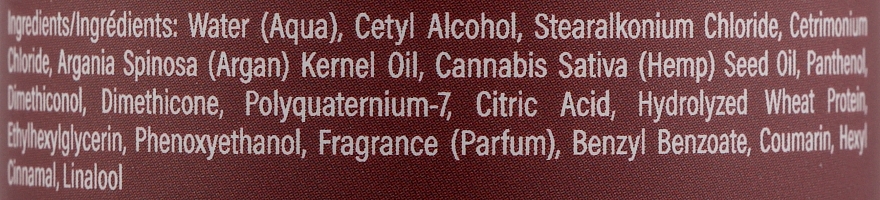 Ingredients/Ingrédients: Water (Aqua), Cetyl Alcohol, Stearalkonium Chloride, Cetrimonium
Chloride, Argania Spinosa (Argan) Kernel Oil, Cannabis Sativa (Hemp) Seed Oil, Panthenol,
Dimethiconol, Dimethicone, Polyquaternium-7, Citric Acid, Hydrolyzed Wheat Protein,
Ethylhexylglycerin, Phenoxyethanol, Fragrance (Parfum), Benzyl Benzoate, Coumarin, Hexyl
Cinnamal, Linalool